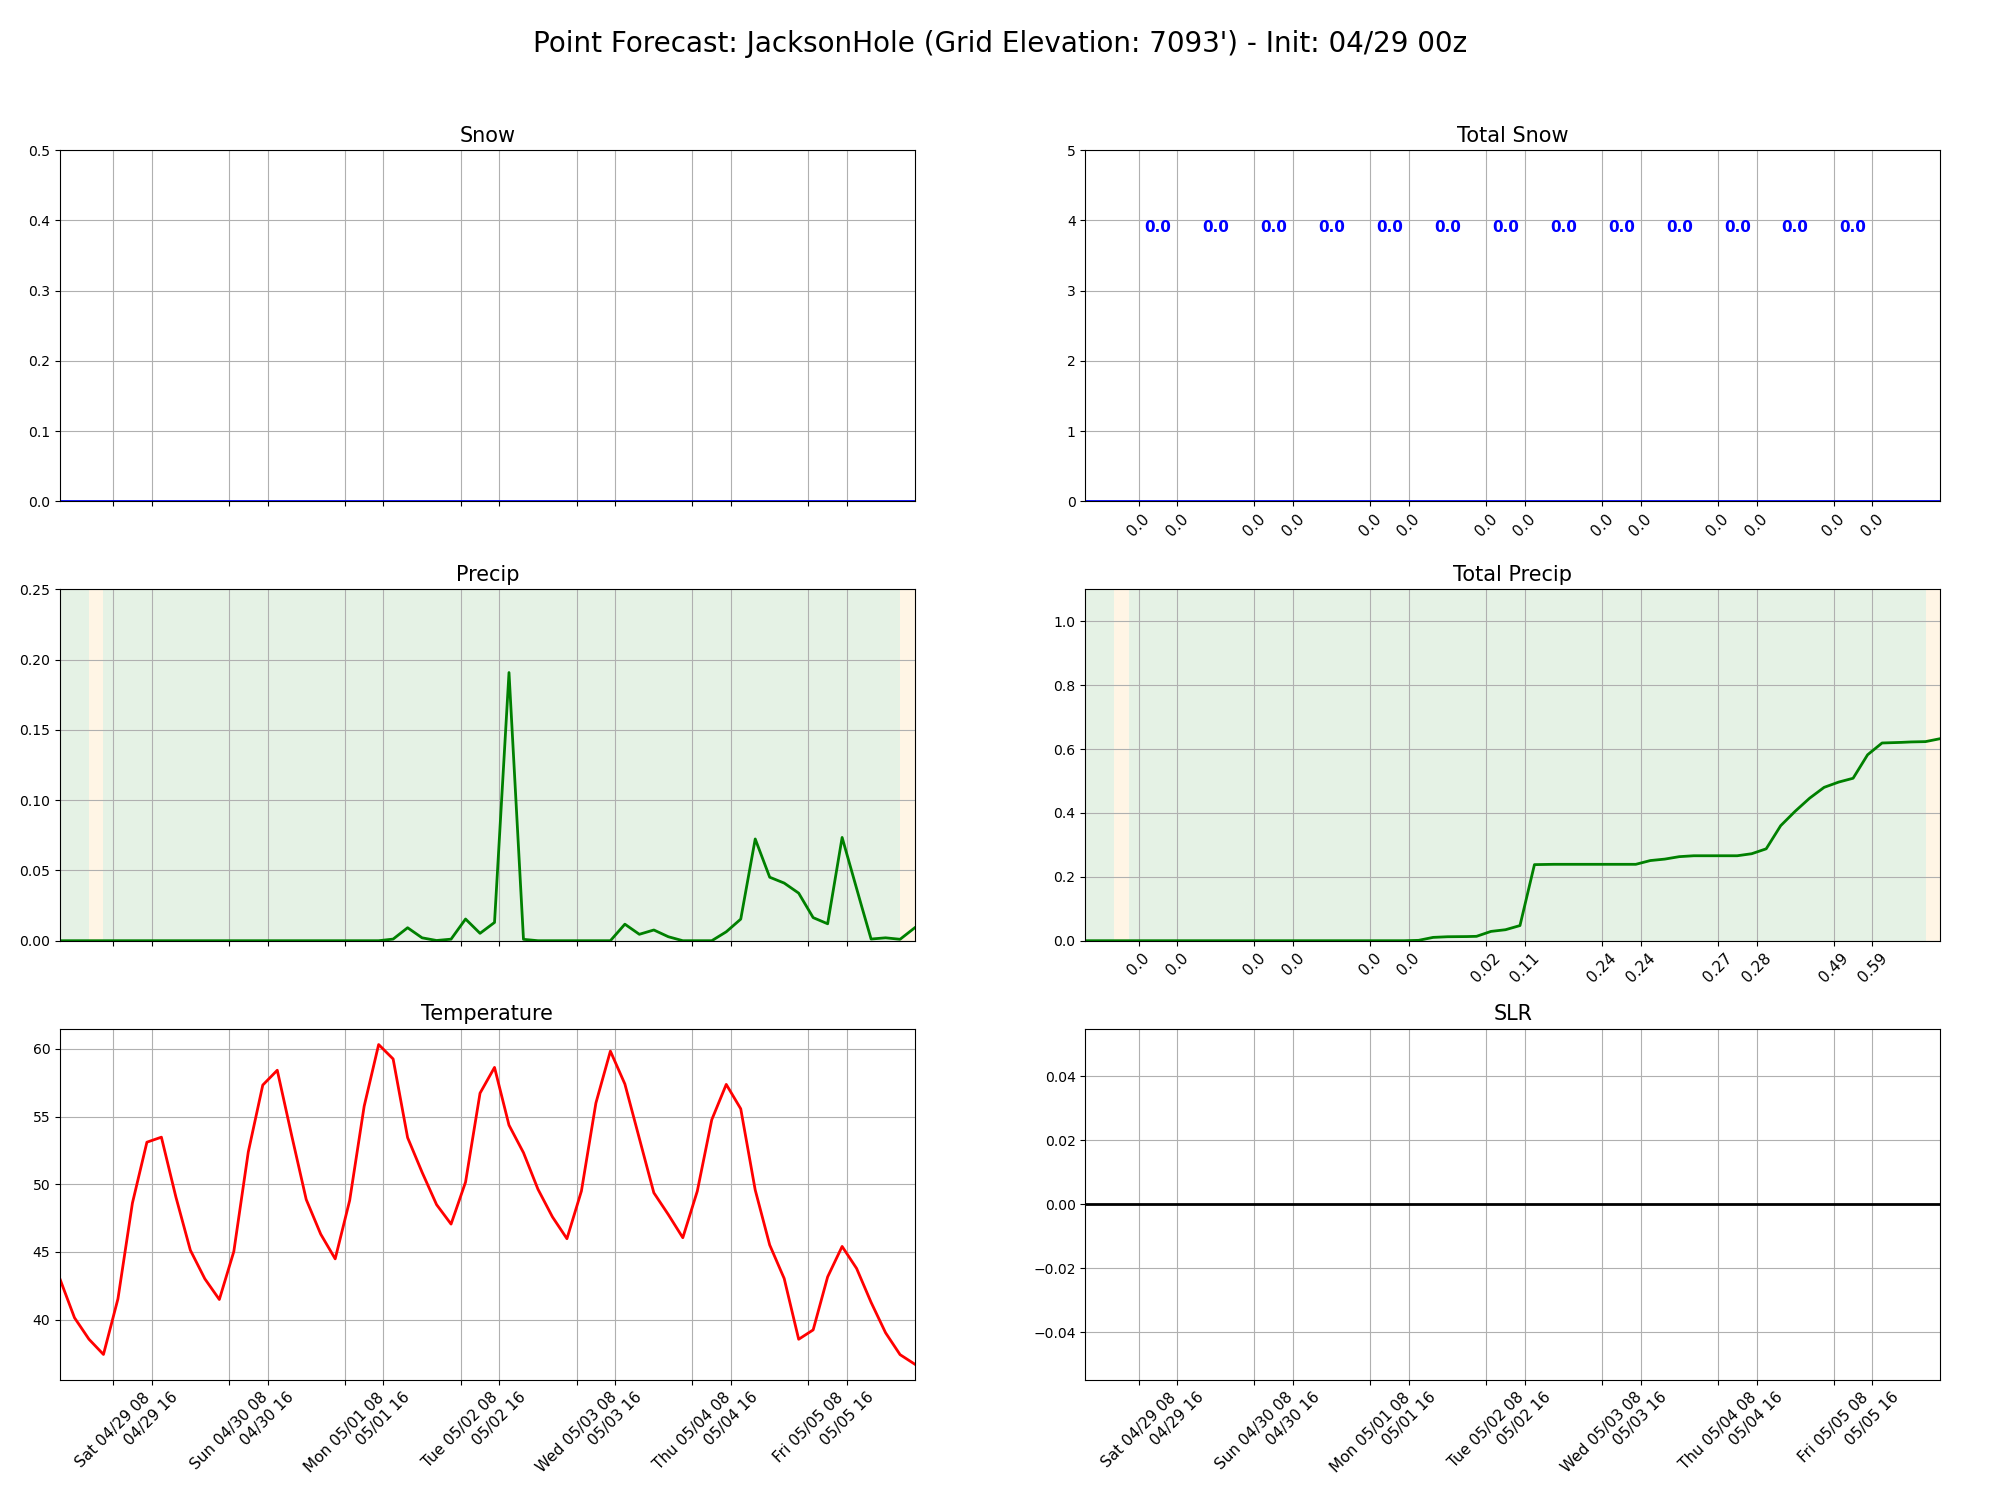 Point Forecast: JacksonHole (Grid Elevation: 7093') - Init: 04/29 00z
Snow
0.5
0.4
0.3
0.2
0.1
0.0
Total Snow
5
4
3
2
1
0
0.0 0.0 0.0 0.0 0.0 0.0 0.0 0.0 0.0 0.0 0.0 0.0 0.0
0.0 0.0 0.0 0.0 0.0 0.0 0.0 0.0 0.0 0.0 0.0 0.0 0.0 0.0
Precip
0.25
0.20
0.15
0.10
0.05
0.00
Total Precip
1.0
0.8
0.6
0.4
0.2
0.0
0.0 0.0 0.0 0.0 0.0 0.0 0.02 0.11 0.24 0.24 0.27 0.28 0.49 0.59
Temperature
60
55
50
45
40
Sat 04/29 08
04/29 16
Sun 04/30 08
04/30 16
Mon 05/01 08
05/01 16
Tue 05/02 08
05/02 16
Wed 05/03 08
05/03 16
Thu 05/04 08
05/04 16
Fri 05/05 08
05/05 16
SLR
0.04
0.02
0.00
−0.02
−0.04
Sat 04/29 08
04/29 16
Sun 04/30 08
04/30 16
Mon 05/01 08
05/01 16
Tue 05/02 08
05/02 16
Wed 05/03 08
05/03 16
Thu 05/04 08
05/04 16
Fri 05/05 08
05/05 16